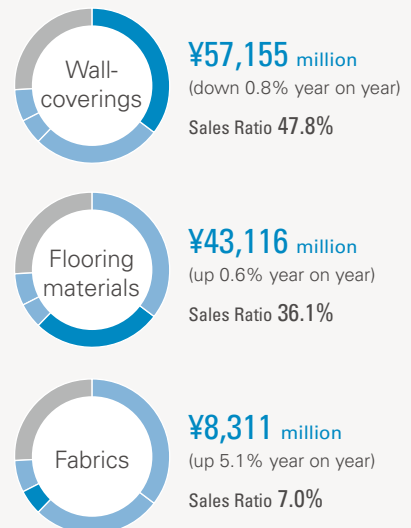 Wall-
coverings
¥57,155 million
(down 0.8% year on year)
Sales Ratio 47.8%
Flooring
materials
¥43,116 million
(up 0.6% year on year)
Sales Ratio 36.1%
Fabrics
¥8,311 million
(up 5.1% year on year)
Sales Ratio 7.0%